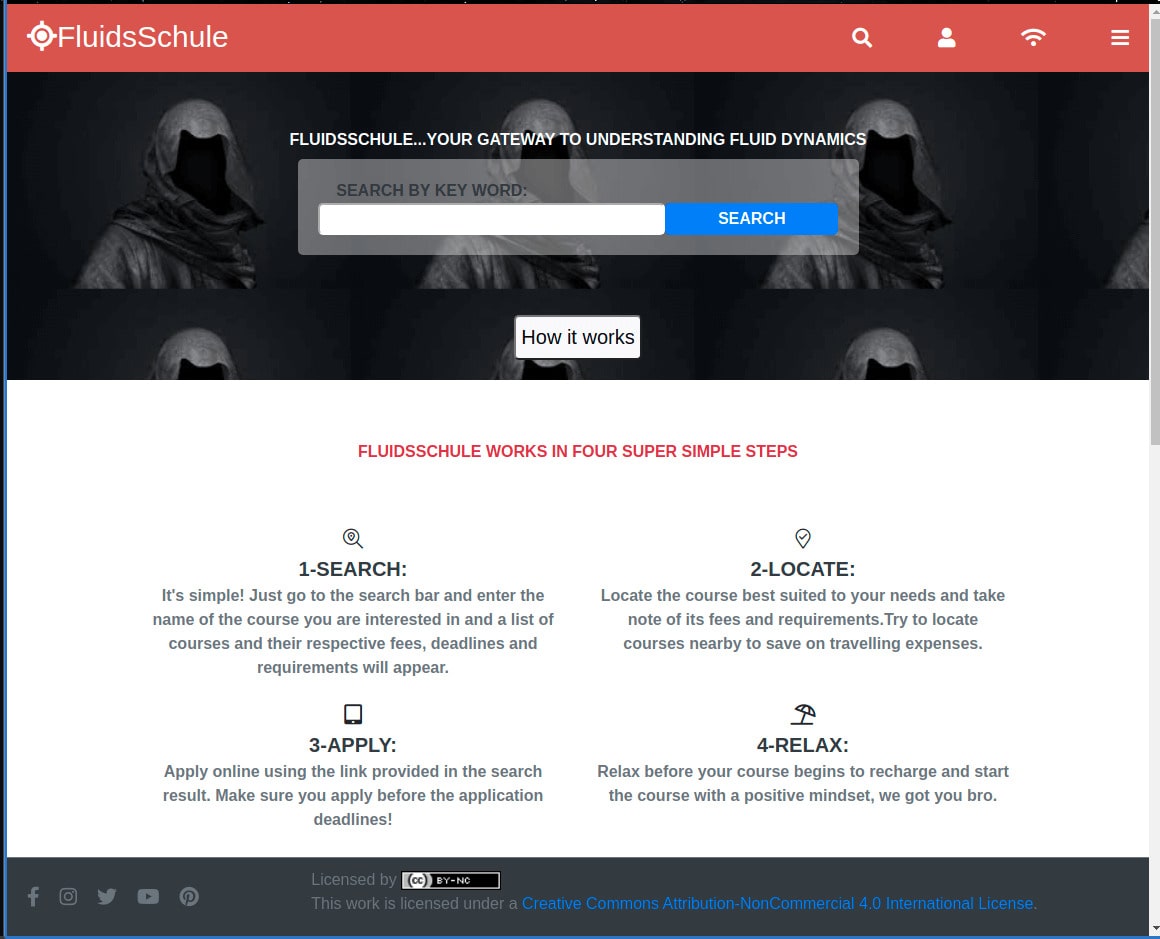 FluidsSchule
FLUIDSSCHULE...YOUR GATEWAY TO UNDERSTANDING FLUID DYNAMICS
SEARCH BY KEY WORD:
SEARCH
How it works
FLUIDSSCHULE WORKS IN FOUR SUPER SIMPLE STEPS
1-SEARCH:
It's simple! Just go to the search bar and enter the
name of the course you are interested in and a list of
courses and their respective fees, deadlines and
requirements will appear.
2-LOCATE:
Locate the course best suited to your needs and take
note of its fees and requirements.Try to locate
courses nearby to save on travelling expenses.
3-APPLY:
Apply online using the link provided in the search
result. Make sure you apply before the application
deadlines!
4-RELAX:
Relax before your course begins to recharge and start
the course with a positive mindset, we got you bro.
Licensed by cc BY-NC
This work is licensed under a Creative Commons Attribution-NonCommercial 4.0 International License.